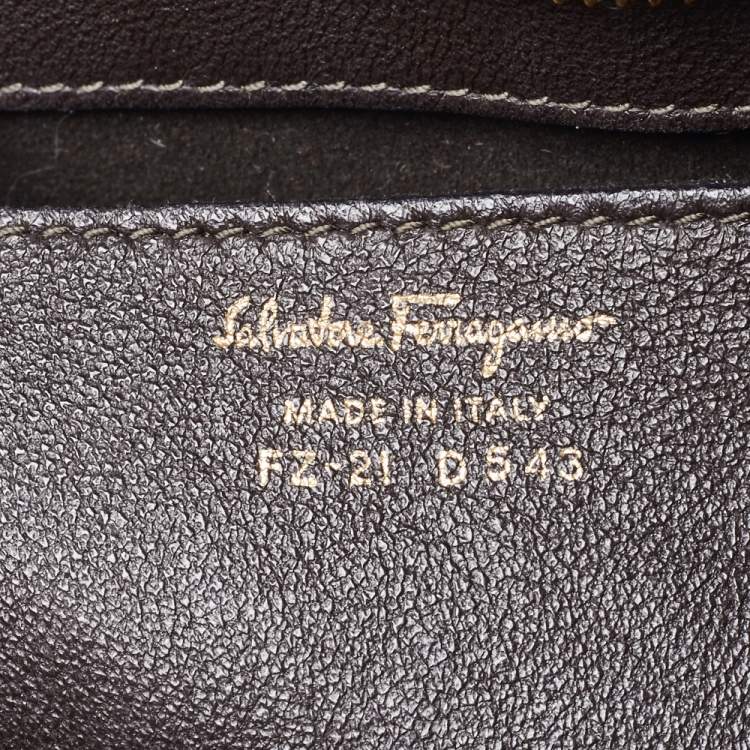 Salvatore Ferragamo
MADE IN ITALY
FZ-21 D543